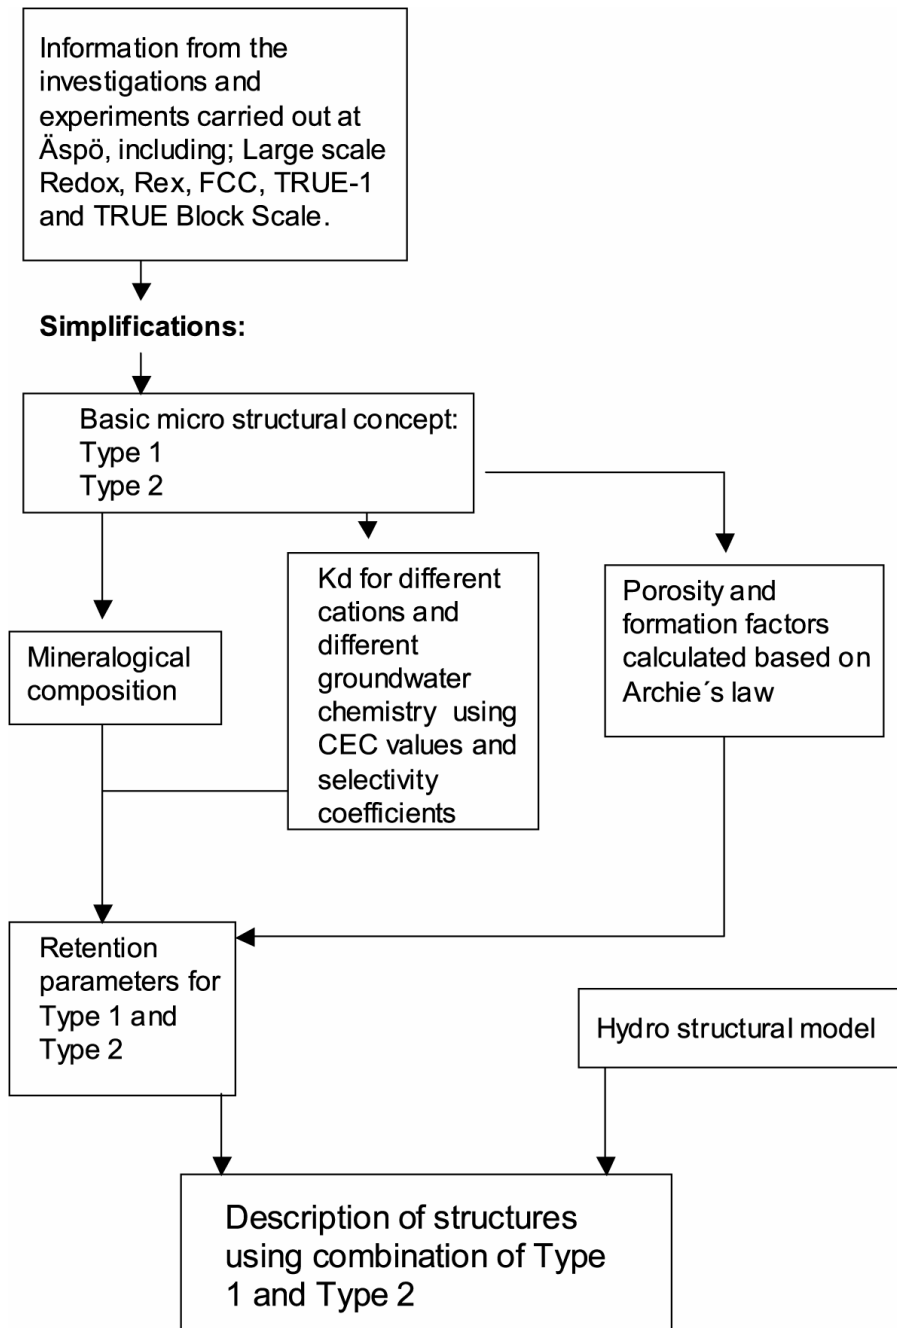 Information from the
investigations and
experiments carried out at
Äspö, including; Large scale
Redox, Rex, FCC, TRUE-1
and TRUE Block Scale.
Simplifications:
Basic micro structural concept:
Type 1
Type 2
Mineralogical
composition
Kd for different
cations and
different
groundwater
chemistry using
CEC values and
selectivity
coefficients
Porosity and
formation factors
calculated based on
Archie´s law
Retention
parameters for
Type 1 and
Type 2
Hydro structural model
Description of structures
using combination of Type
1 and Type 2